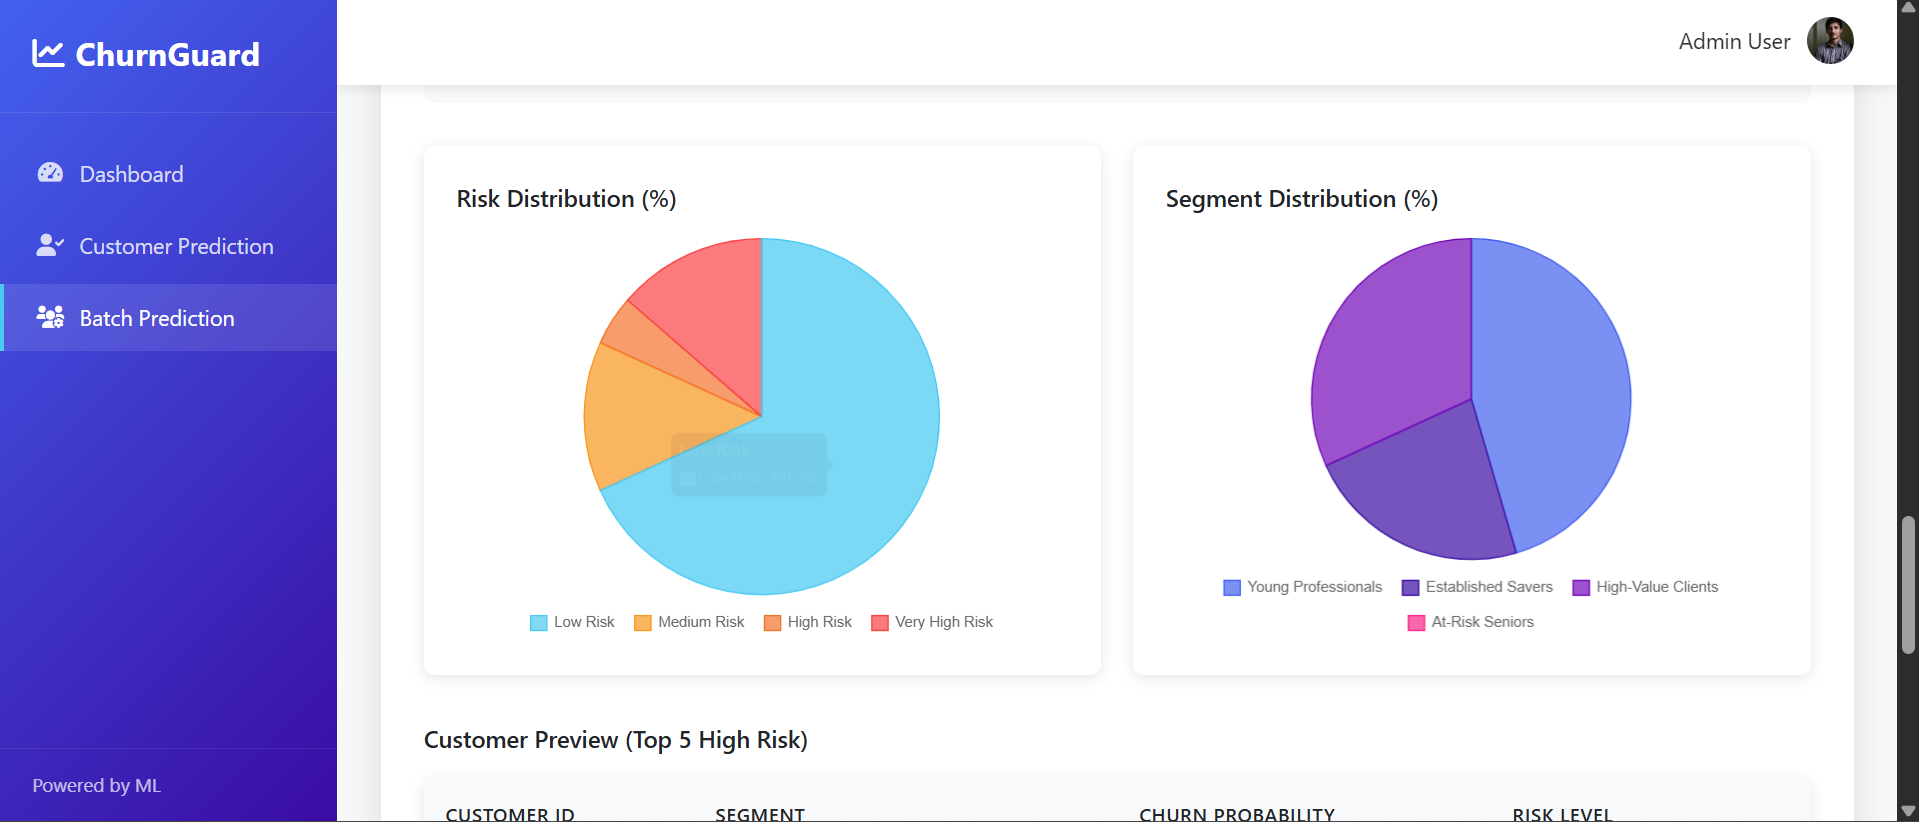 ChurnGuard
Admin User
Dashboard
Customer Prediction
Batch Prediction
Powered by ML
Risk Distribution (%)
Low Risk
Low Risk Medium Risk High Risk Very High Risk
Segment Distribution (%)
Young Professionals Established Savers High-Value Clients
At-Risk Seniors
Customer Preview (Top 5 High Risk)
CUSTOMER ID SEGMENT CHURN PROBABILITY RISK LEVEL